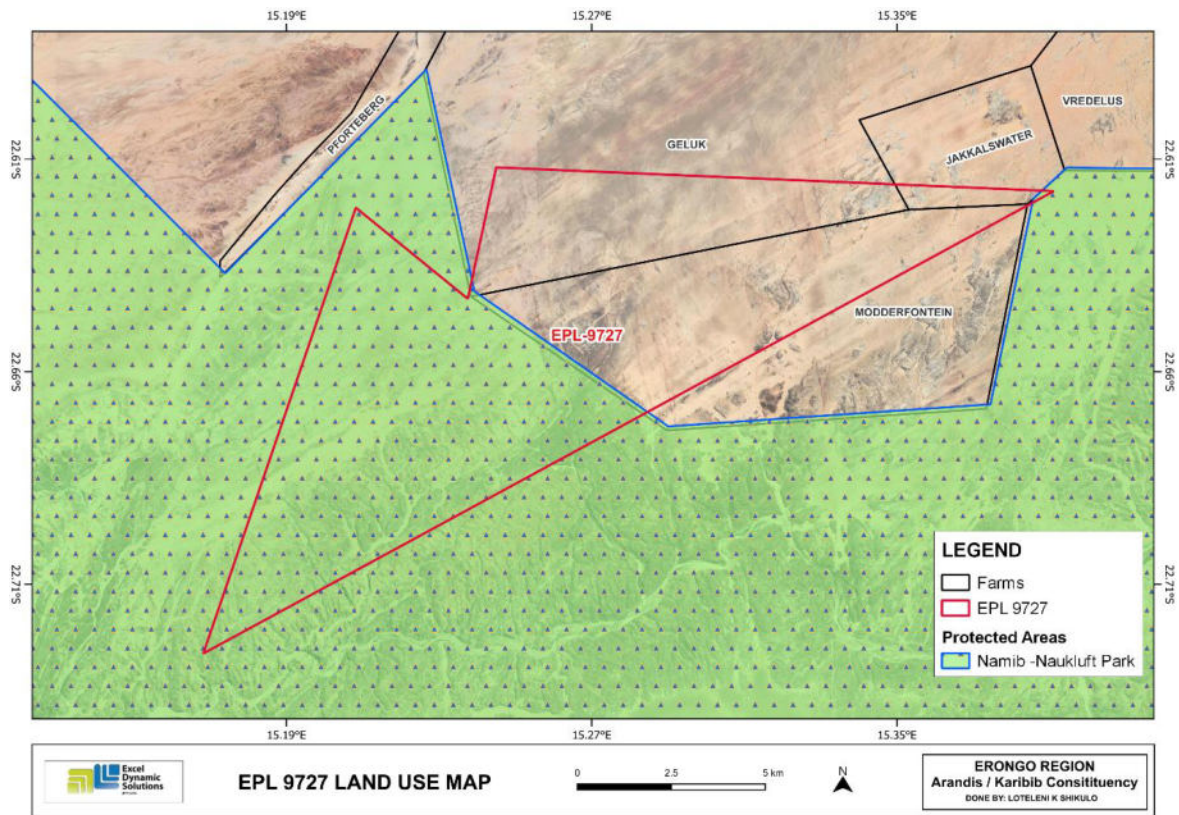 15.19°E
15.27°E
15.35°E
22.61°S
22.61°S
PFORTEBERG
GELUK
JAKKALSWATER
VREDELUS
EPL-9727
MODDERFONTEIN
22.66°S
22.66°S
22.71°S
22.71°S
LEGEND
Farms
EPL 9727
Protected Areas
Namib -Naukluft Park
15.19°E
15.27°E
15.35°E
Excel
Dynamic
Solutions
EPL 9727 LAND USE MAP
0 2.5 5 km
N
ERONGO REGION
Arandis / Karibib Consitituency
DONE BY: LOTELENI K SHIKULO